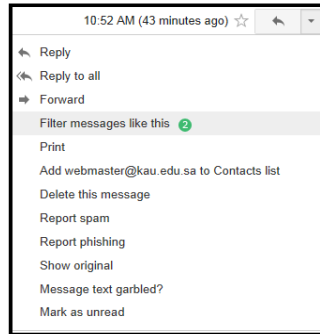 10:52 AM (43 minutes ago)
Reply
Reply to all
Forward
Filter messages like this 2
Print
Add webmaster@kau.edu.sa to Contacts list
Delete this message
Report spam
Report phishing
Show original
Message text garbled?
Mark as unread